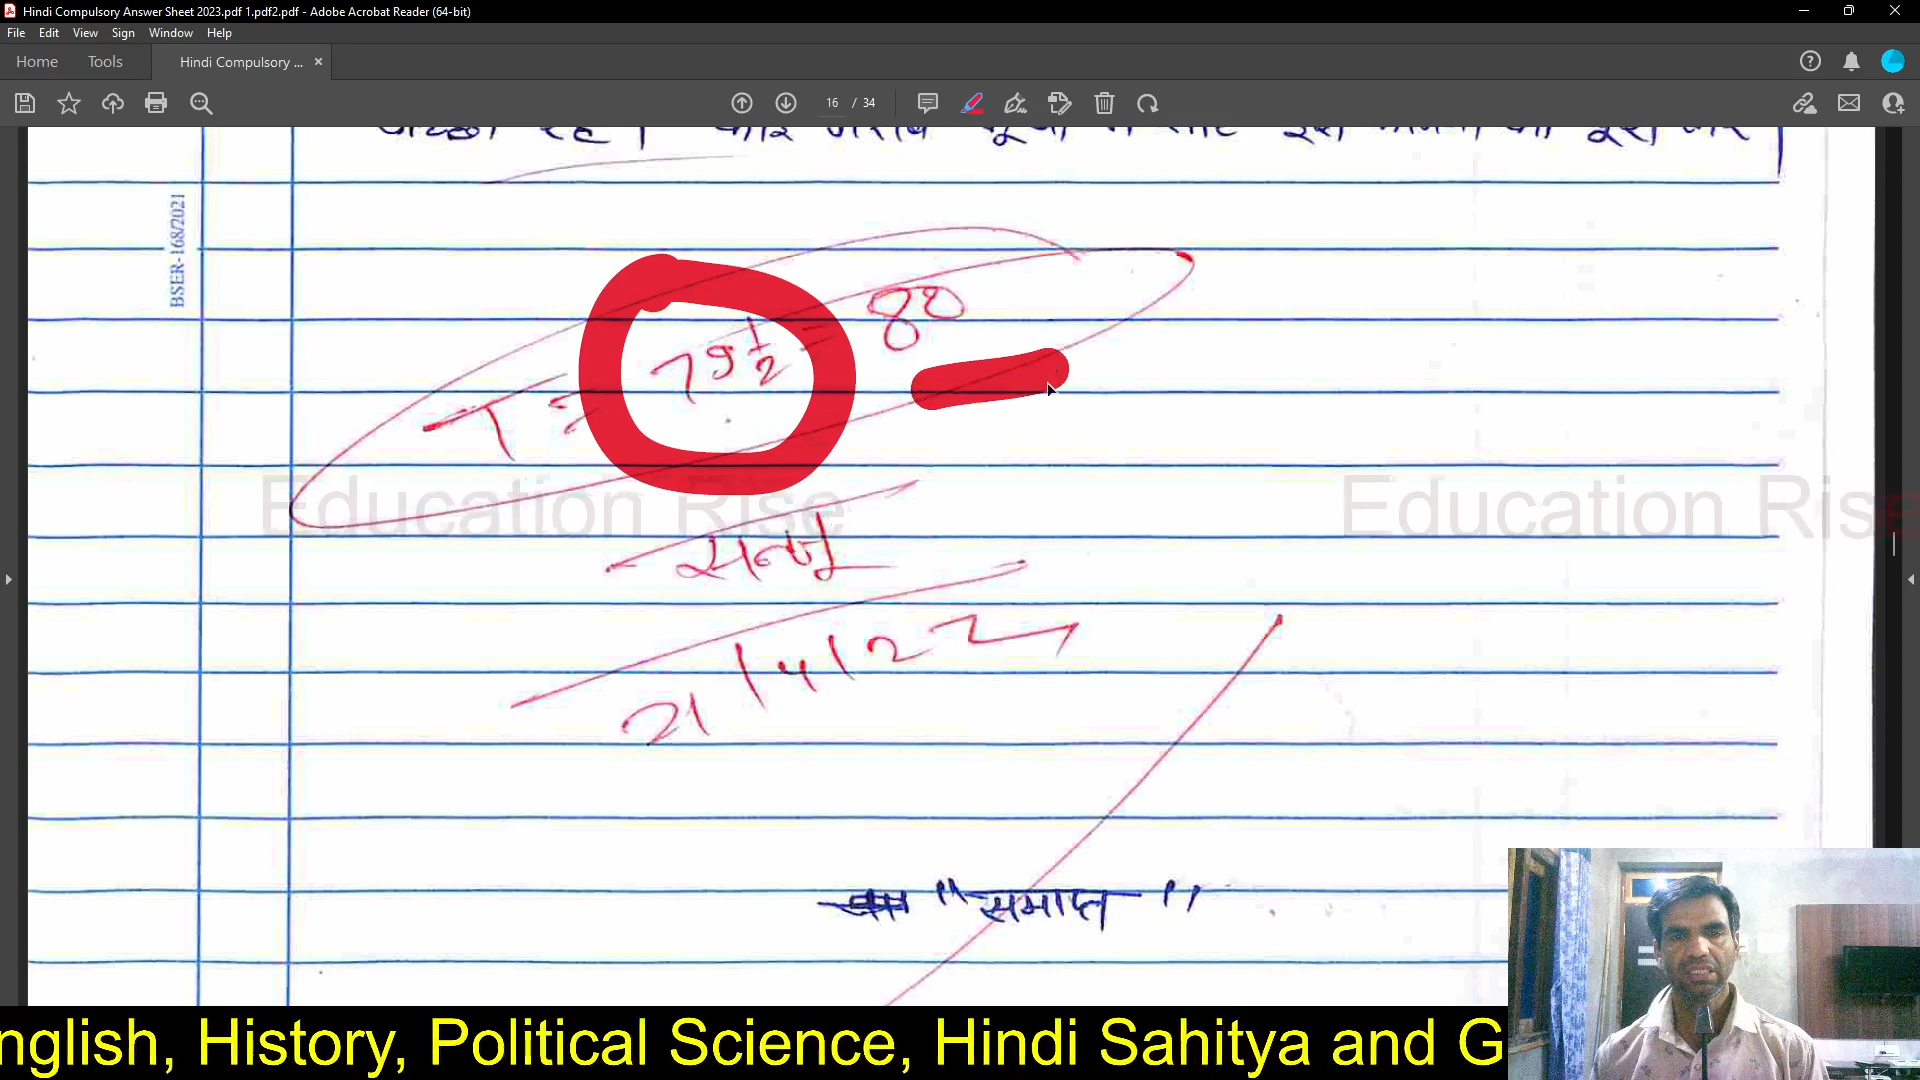 Hindi Compulsory Answer Sheet 2023.pdf 1.pdf2.pdf - Adobe Acrobat Reader (64-bit)
File Edit View Sign Window Help
Home Tools Hindi Compulsory ... ×
16 / 34
BSER-168/2021
T = 79 1/2 = 80
Education Rise Education Rise
21/4/22
"समाप्त"
nglish, History, Political Science, Hindi Sahitya and G